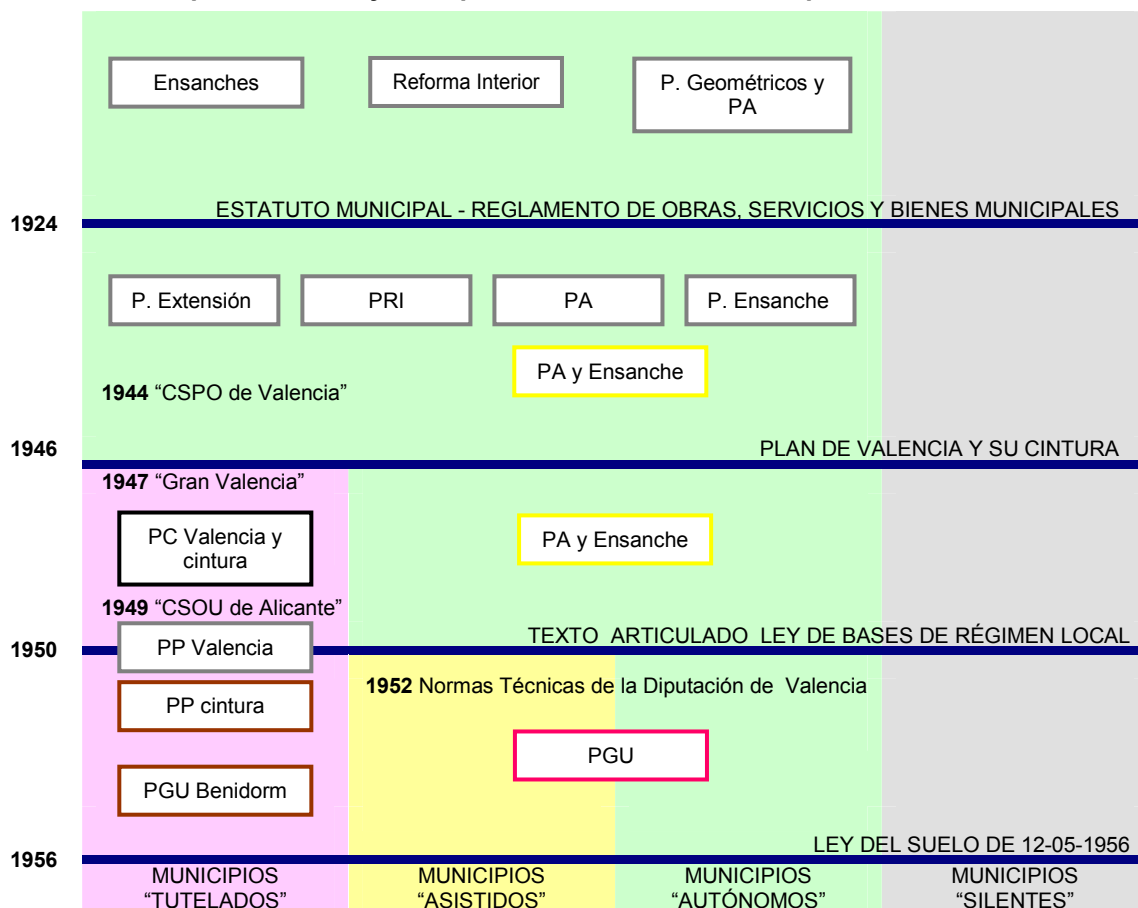 Ensanches
Reforma Interior
P. Geométricos y
PA
ESTATUTO MUNICIPAL - REGLAMENTO DE OBRAS, SERVICIOS Y BIENES MUNICIPALES
1924
P. Extensión
PRI
PA
P. Ensanche
PA y Ensanche
1944 “CSPO de Valencia”
1946
PLAN DE VALENCIA Y SU CINTURA
1947 “Gran Valencia”
PC Valencia y
cintura
PA y Ensanche
1949 “CSOU de Alicante”
TEXTO ARTICULADO LEY DE BASES DE RÉGIMEN LOCAL
1950
PP Valencia
1952 Normas Técnicas de la Diputación de Valencia
PP cintura
PGU
PGU Benidorm
LEY DEL SUELO DE 12-05-1956
1956
MUNICIPIOS
“TUTELADOS”
MUNICIPIOS
“ASISTIDOS”
MUNICIPIOS
“AUTÓNOMOS”
MUNICIPIOS
“SILENTES”